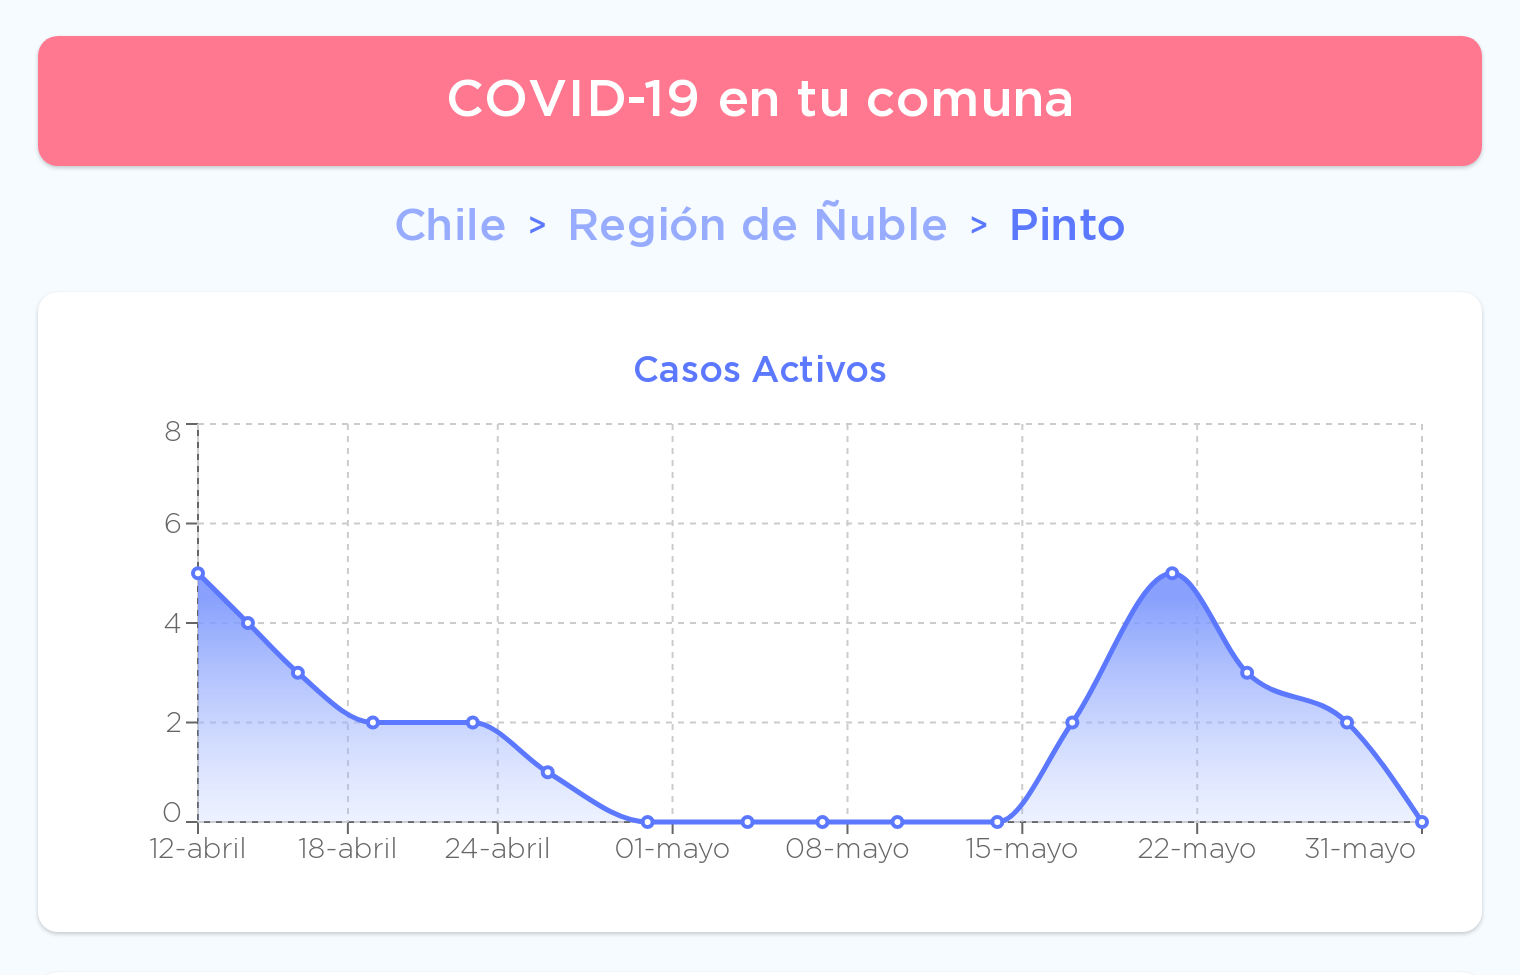 COVID-19 en tu comuna
Chile > Región de Ñuble > Pinto
Casos Activos
8
6
4
2
0
12-abril 18-abril 24-abril 01-mayo 08-mayo 15-mayo 22-mayo 31-mayo